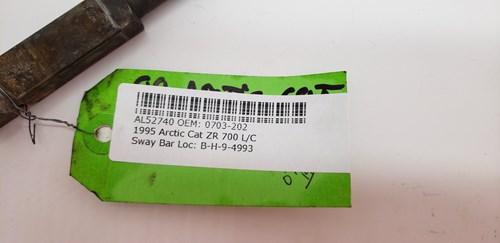 AL52740 OEM: 0703-202
1995 Arctic Cat ZR 700 L/C
Sway Bar Loc: B-H-9-4993